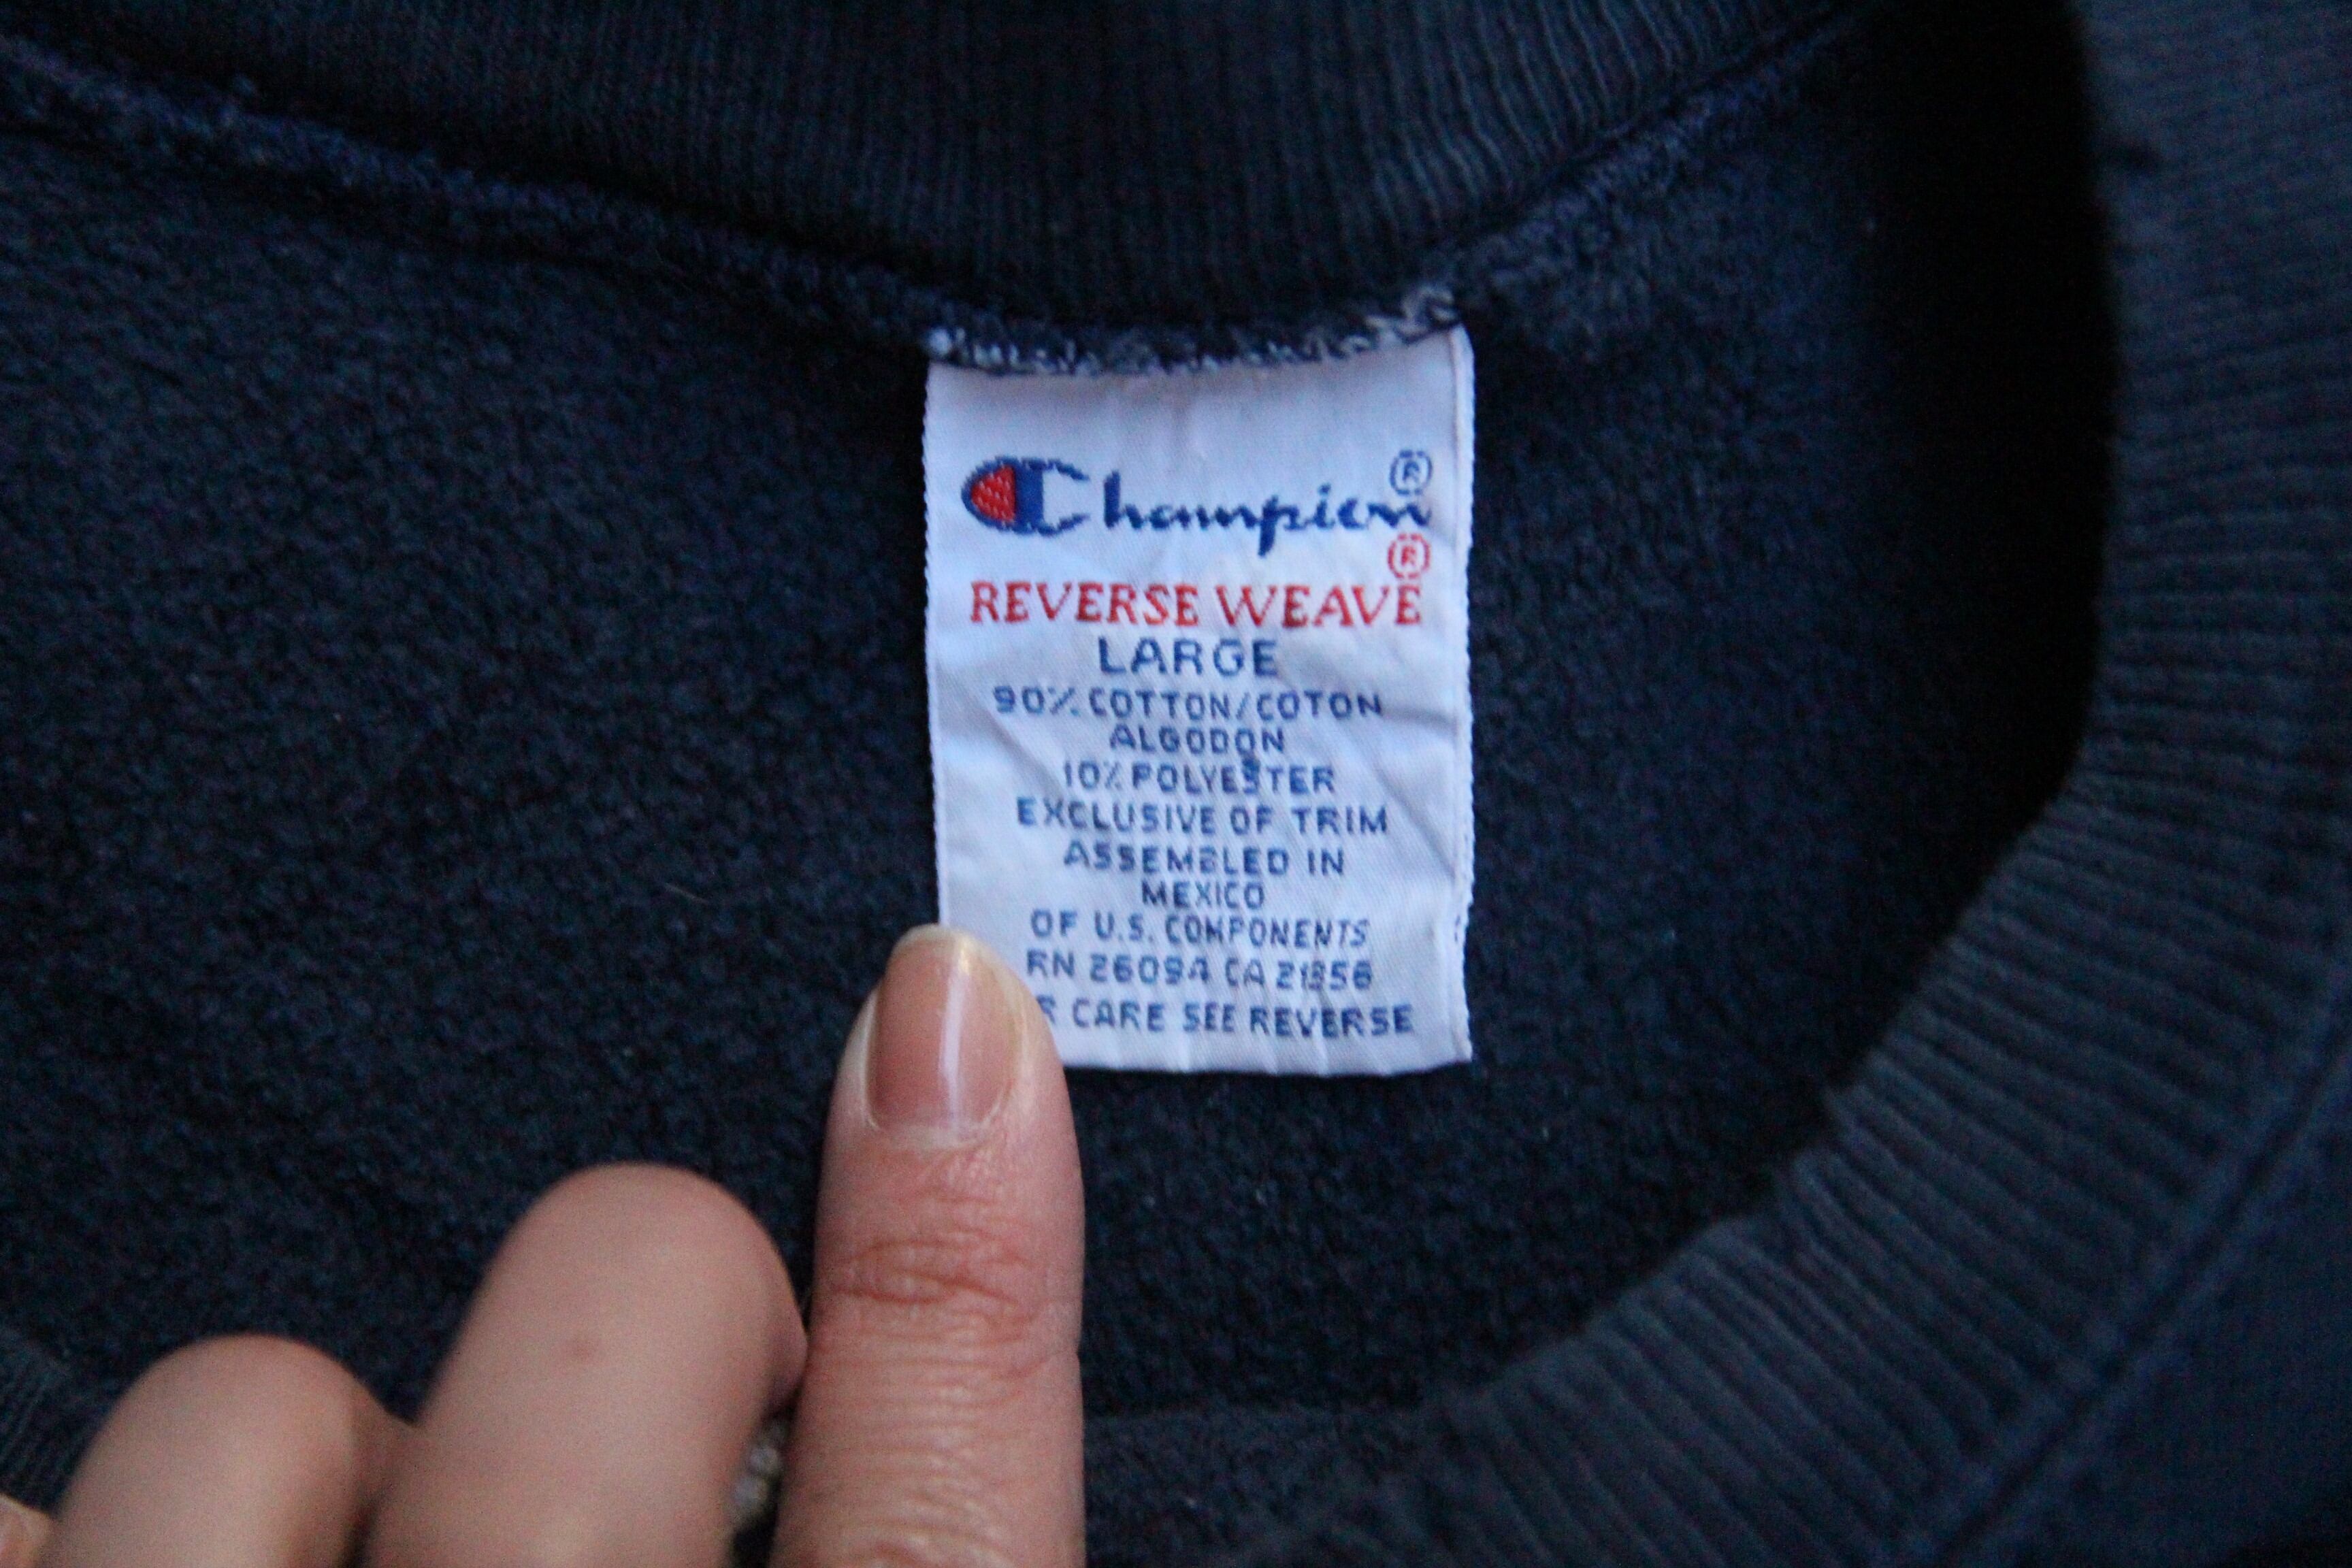 Champion®
REVERSE WEAVE®
LARGE
90% COTTON/COTON
ALGODON
10% POLYESTER
EXCLUSIVE OF TRIM
ASSEMBLED IN
MEXICO
OF U.S. COMPONENTS
RN 26094 CA 21856
CARE SEE REVERSE